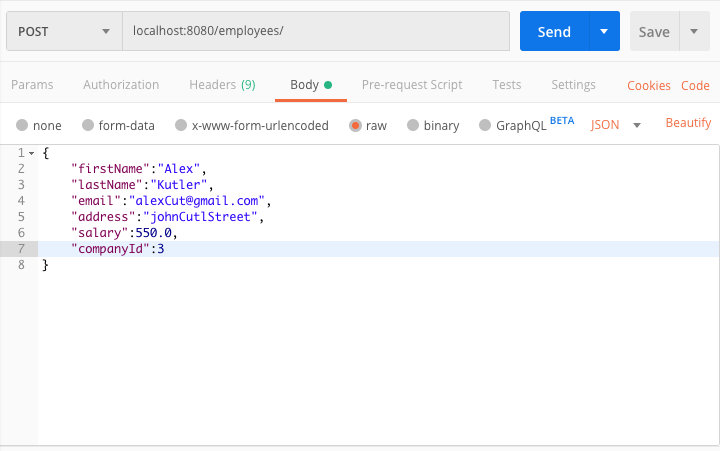 POST localhost:8080/employees/ Send Save
Params Authorization Headers (9) Body Pre-request Script Tests Settings Cookies Code
none form-data x-www-form-urlencoded raw binary GraphQL BETA JSON Beautify
1 {
2 "firstName":"Alex",
3 "lastName":"Kutler",
4 "email":"alexCut@gmail.com",
5 "address":"johnCutlStreet",
6 "salary":550.0,
7 "companyId":3
8 }